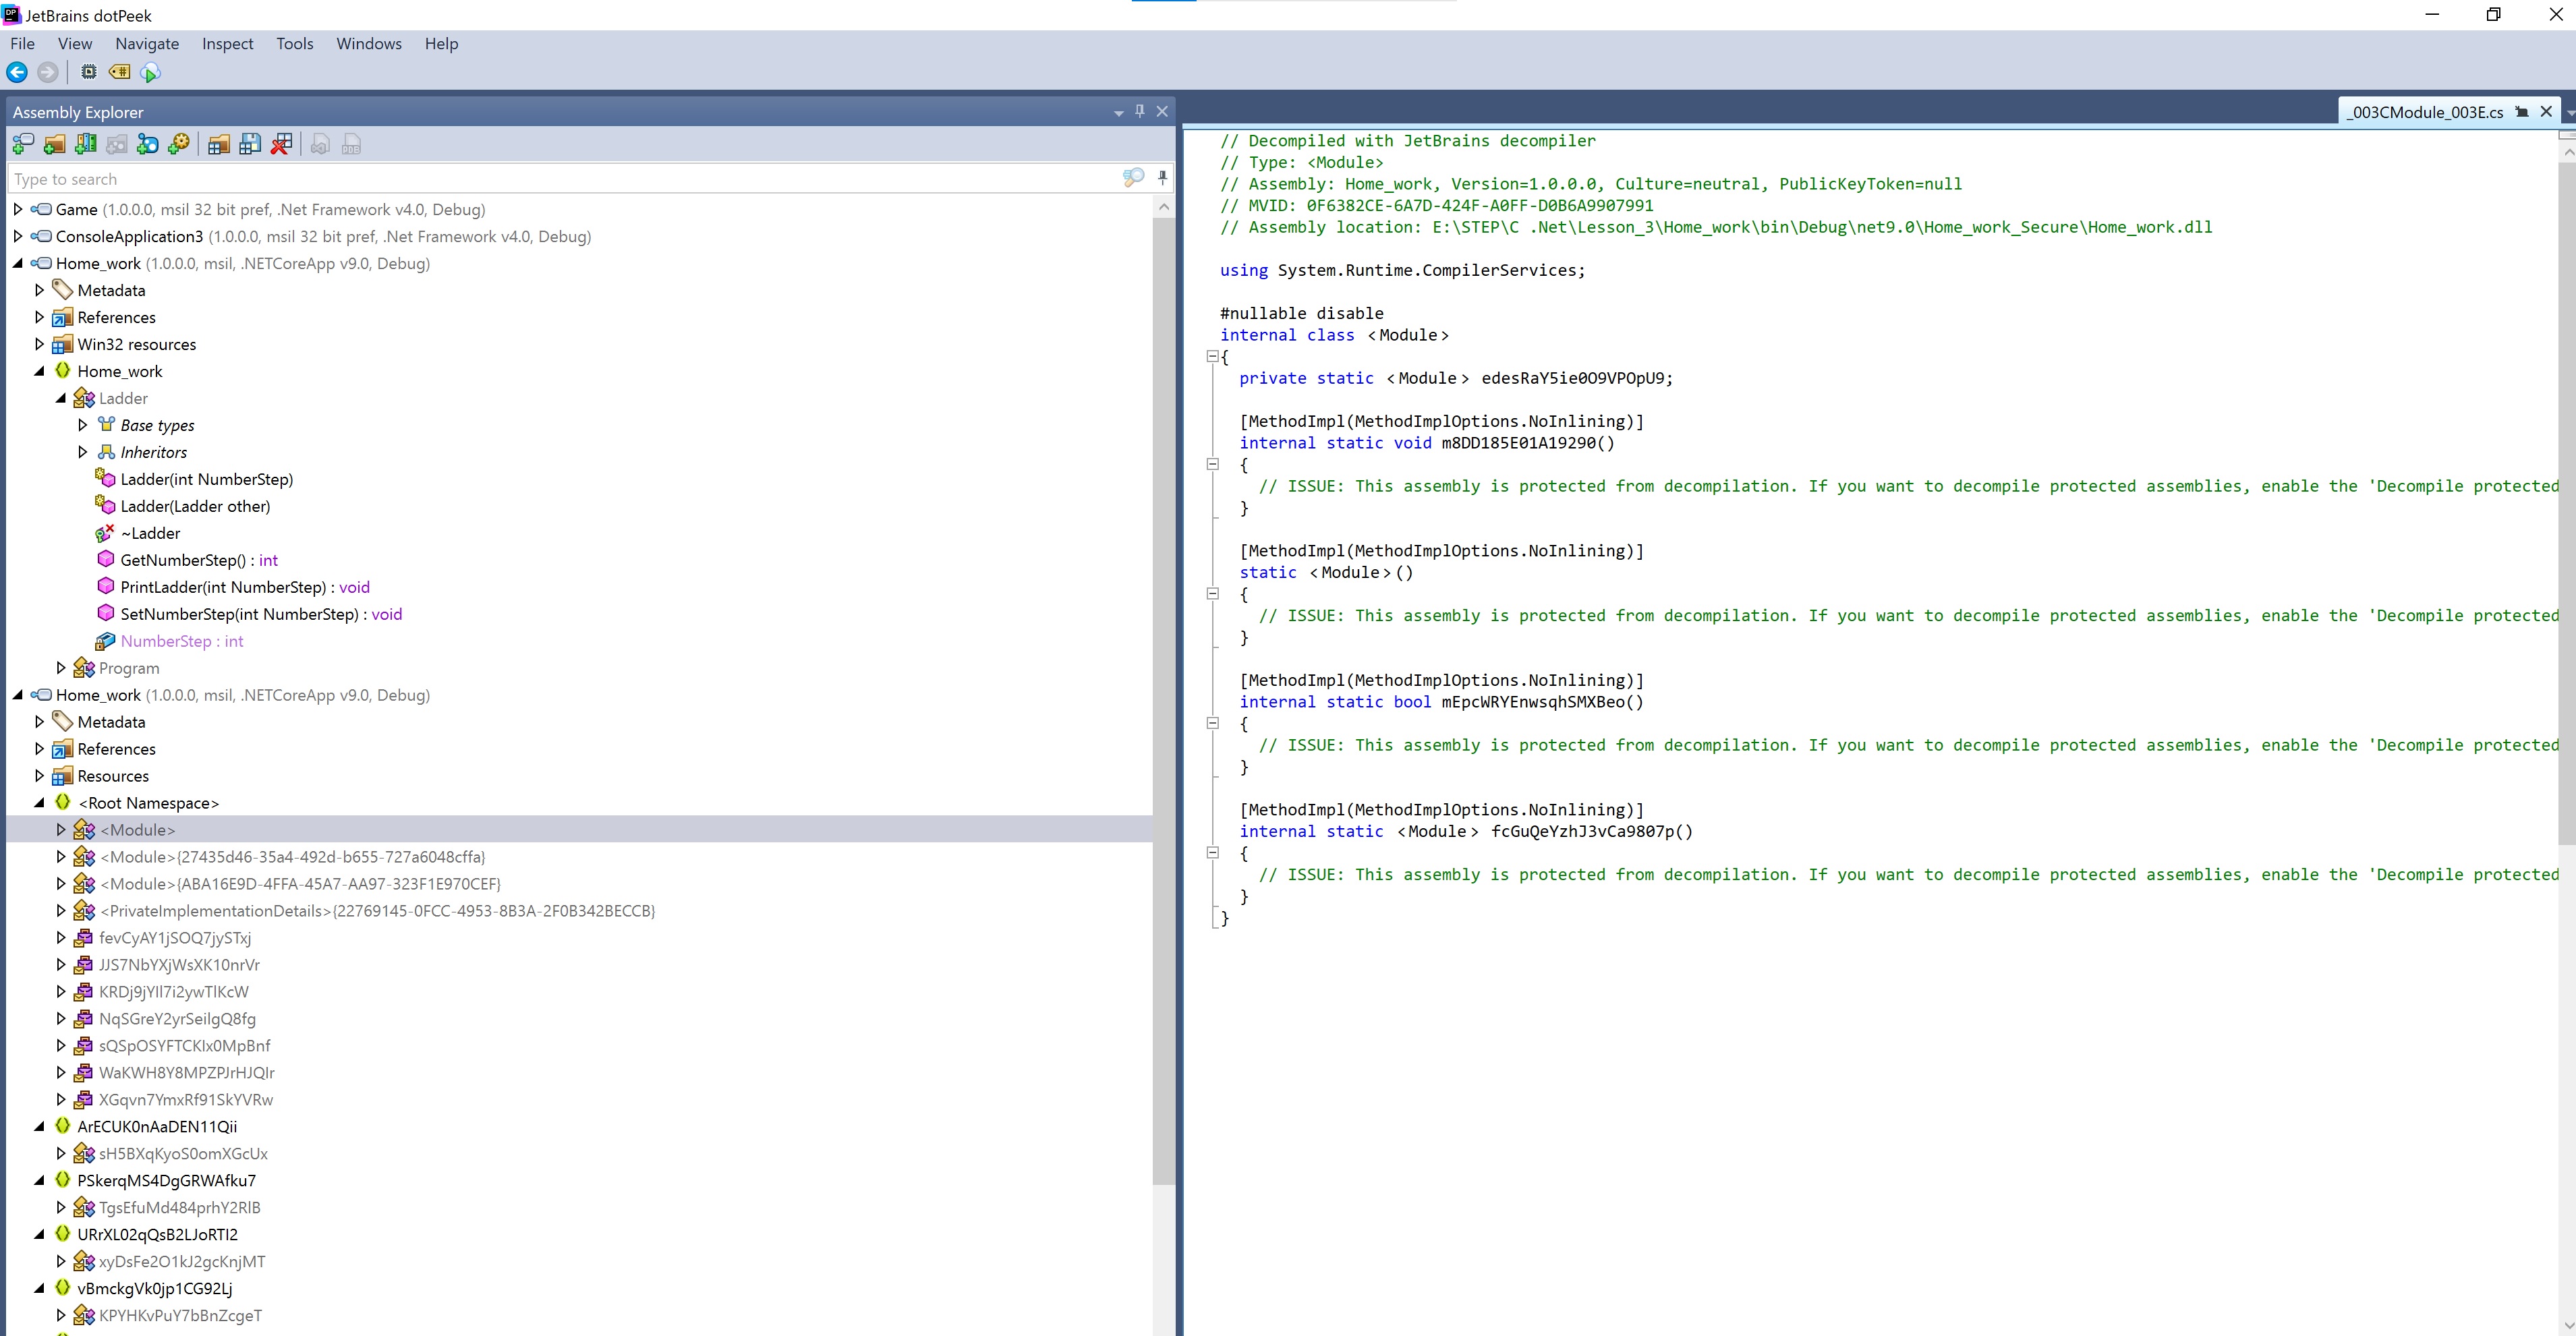 JetBrains dotPeek
File View Navigate Inspect Tools Windows Help
Assembly Explorer
Type to search
Game (1.0.0.0, msil 32 bit pref, .Net Framework v4.0, Debug)
ConsoleApplication3 (1.0.0.0, msil 32 bit pref, .Net Framework v4.0, Debug)
Home_work (1.0.0.0, msil, .NETCoreApp v9.0, Debug)
Metadata
References
Win32 resources
Home_work
Ladder
Base types
Inheritors
Ladder(int NumberStep)
Ladder(Ladder other)
~Ladder
GetNumberStep() : int
PrintLadder(int NumberStep) : void
SetNumberStep(int NumberStep) : void
NumberStep : int
Program
Home_work (1.0.0.0, msil, .NETCoreApp v9.0, Debug)
Metadata
References
Resources
<Root Namespace>
<Module>
<Module>{27435d46-35a4-492d-b655-727a6048cffa}
<Module>{ABA16E9D-4FFA-45A7-AA97-323F1E970CEF}
<PrivateImplementationDetails>{22769145-0FCC-4953-8B3A-2F0B342BECCB}
fevCyAY1jSOQ7jySTxj
JJS7NbYXjWsXK10nrVr
KRDj9jYIl7i2ywTlKcW
NqSGreY2yrSeilgQ8fg
sQSpOSYFTCKlx0MpBnf
WaKWH8Y8MPZPJrHJQIr
XGqvn7YmxRf91SkYVRw
ArECUK0nAaDEN11Qii
sH5BXqKyoS0omXGcUx
PSkerqMS4DgGRWAfku7
TgsEfuMd484prhY2RlB
URrXL02qQsB2LJoRTl2
xyDsFe2O1kJ2gcKnjMT
vBmckgVk0jp1CG92Lj
KPYHKvPuY7bBnZcgeT
_003CModule_003E.cs
// Decompiled with JetBrains decompiler
// Type: <Module>
// Assembly: Home_work, Version=1.0.0.0, Culture=neutral, PublicKeyToken=null
// MVID: 0F6382CE-6A7D-424F-A0FF-D0B6A9907991
// Assembly location: E:\STEP\C .Net\Lesson_3\Home_work\bin\Debug\net9.0\Home_work_Secure\Home_work.dll
using System.Runtime.CompilerServices;
#nullable disable
internal class <Module>
{
private static <Module> edesRaY5ie0O9VPOpU9;
[MethodImpl(MethodImplOptions.NoInlining)]
internal static void m8DD185E01A19290()
{
// ISSUE: This assembly is protected from decompilation. If you want to decompile protected assemblies, enable the 'Decompile protected
}
[MethodImpl(MethodImplOptions.NoInlining)]
static <Module>()
{
// ISSUE: This assembly is protected from decompilation. If you want to decompile protected assemblies, enable the 'Decompile protected
}
[MethodImpl(MethodImplOptions.NoInlining)]
internal static bool mEpcWRYEnwsqhSMXBeo()
{
// ISSUE: This assembly is protected from decompilation. If you want to decompile protected assemblies, enable the 'Decompile protected
}
[MethodImpl(MethodImplOptions.NoInlining)]
internal static <Module> fcGuQeYzhJ3vCa9807p()
{
// ISSUE: This assembly is protected from decompilation. If you want to decompile protected assemblies, enable the 'Decompile protected
}
}